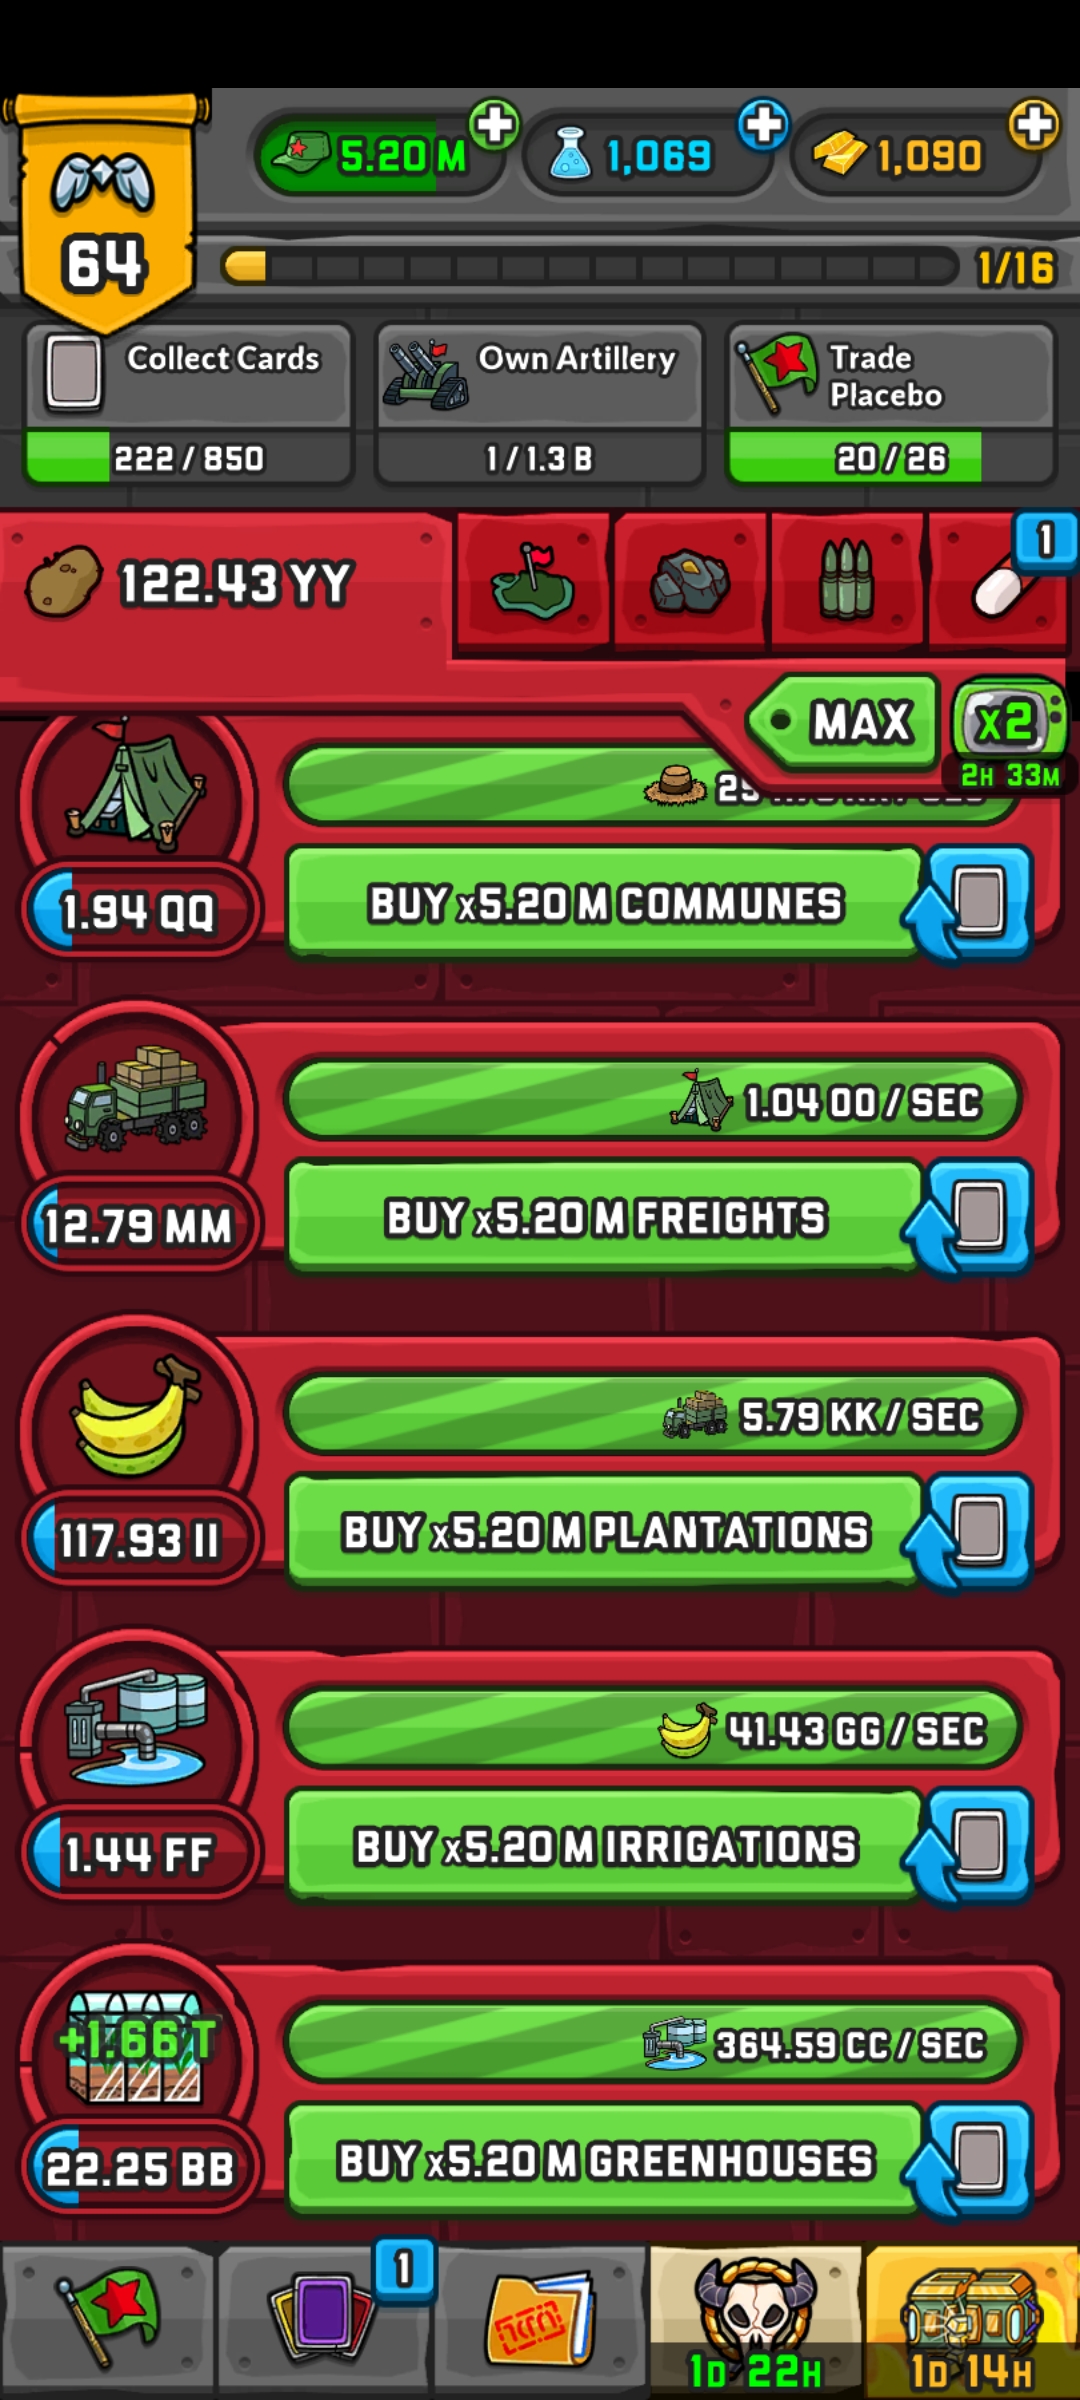 5.20 M
1,069
1,090
64
1/16
Collect Cards
222 / 850
Own Artillery
1 / 1.3 B
Trade
Placebo
20 / 26
122.43 YY
1
MAX
x2
2H 33M
1.94 QQ
BUY x5.20 M COMMUNES
12.79 MM
1.04 OO / SEC
BUY x5.20 M FREIGHTS
117.93 II
5.79 KK / SEC
BUY x5.20 M PLANTATIONS
1.44 FF
41.43 GG / SEC
BUY x5.20 M IRRIGATIONS
+1.66 T
22.25 BB
364.59 CC / SEC
BUY x5.20 M GREENHOUSES
1
1D 22H
1D 14H